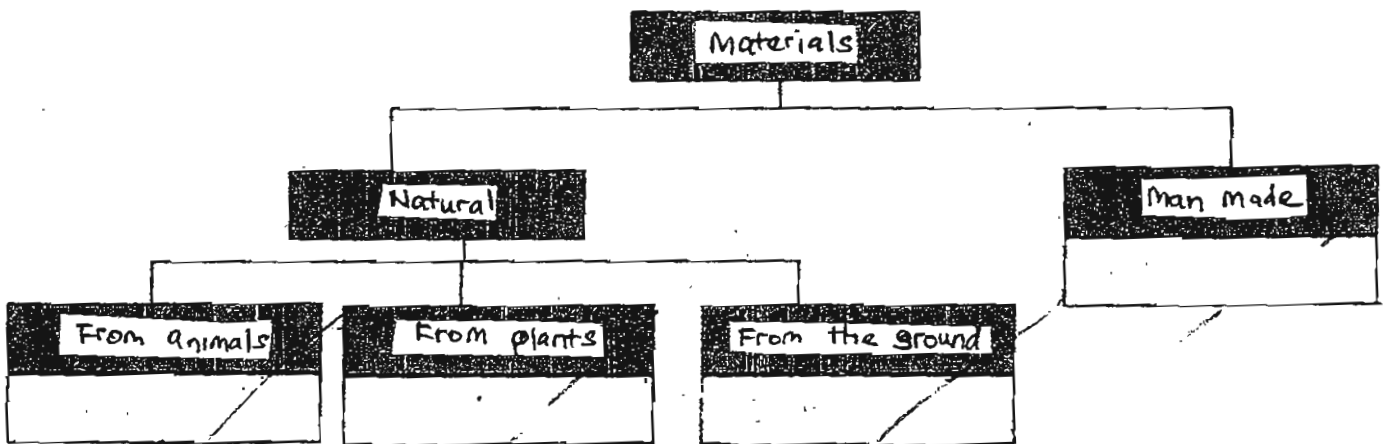 Materials
Natural
Man Made
From animals
From plants
From the ground